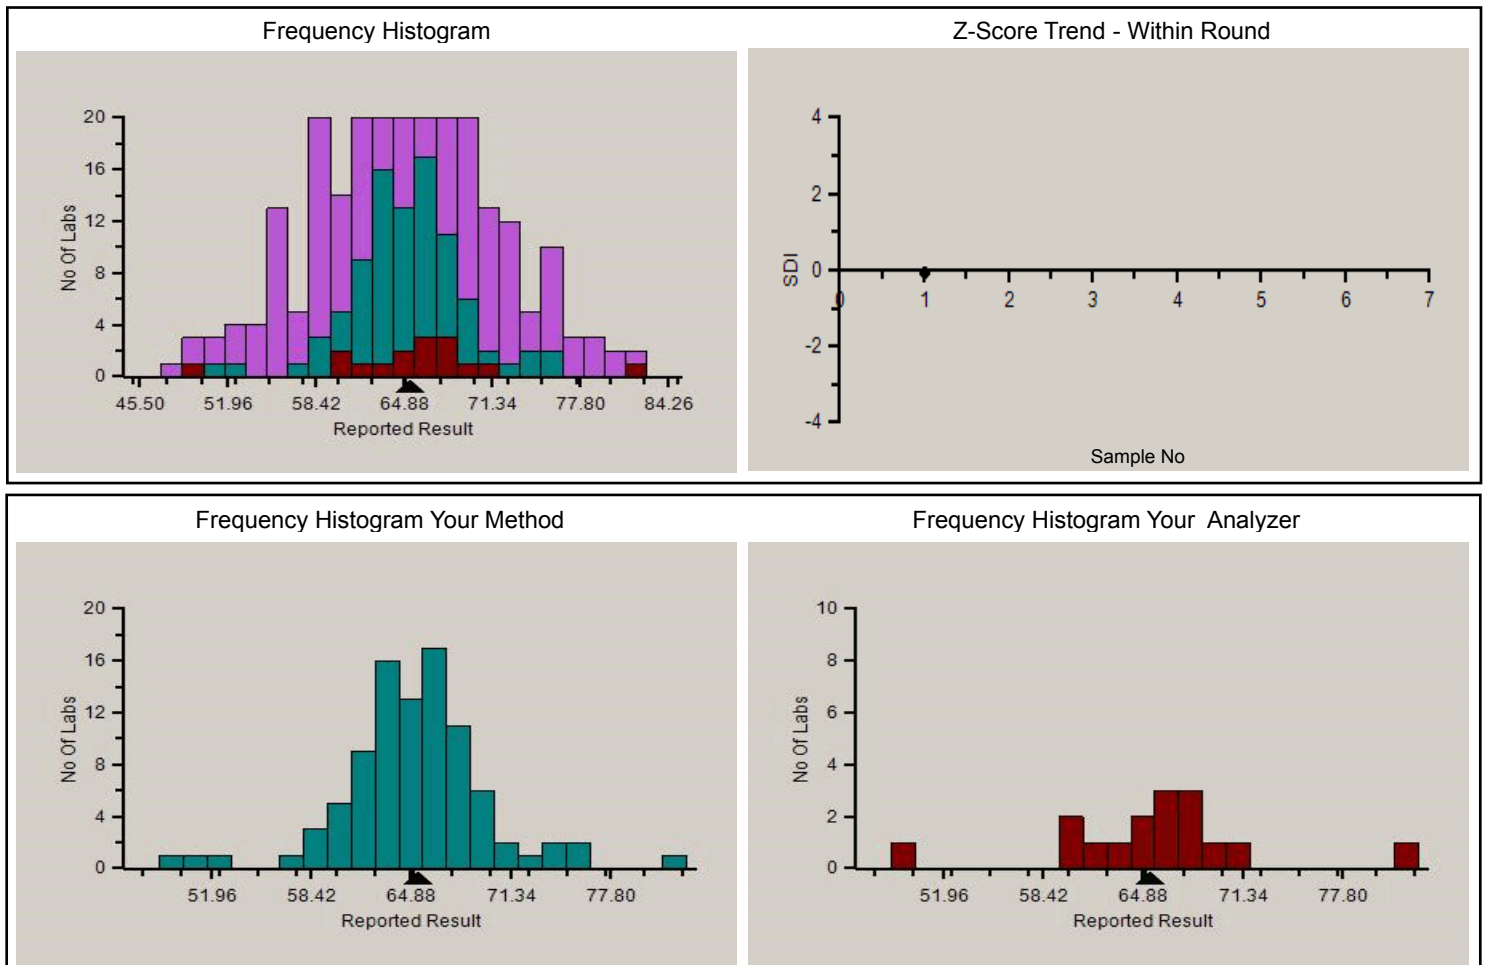 Frequency Histogram
20
16
12
8
4
0
No Of Labs
45.50 51.96 58.42 64.88 71.34 77.80 84.26
Reported Result
Z-Score Trend - Within Round
4
2
0
-2
-4
SDI
0 1 2 3 4 5 6 7
Sample No
Frequency Histogram Your Method
20
16
12
8
4
0
No Of Labs
51.96 58.42 64.88 71.34 77.80
Reported Result
Frequency Histogram Your Analyzer
10
8
6
4
2
0
No Of Labs
51.96 58.42 64.88 71.34 77.80
Reported Result